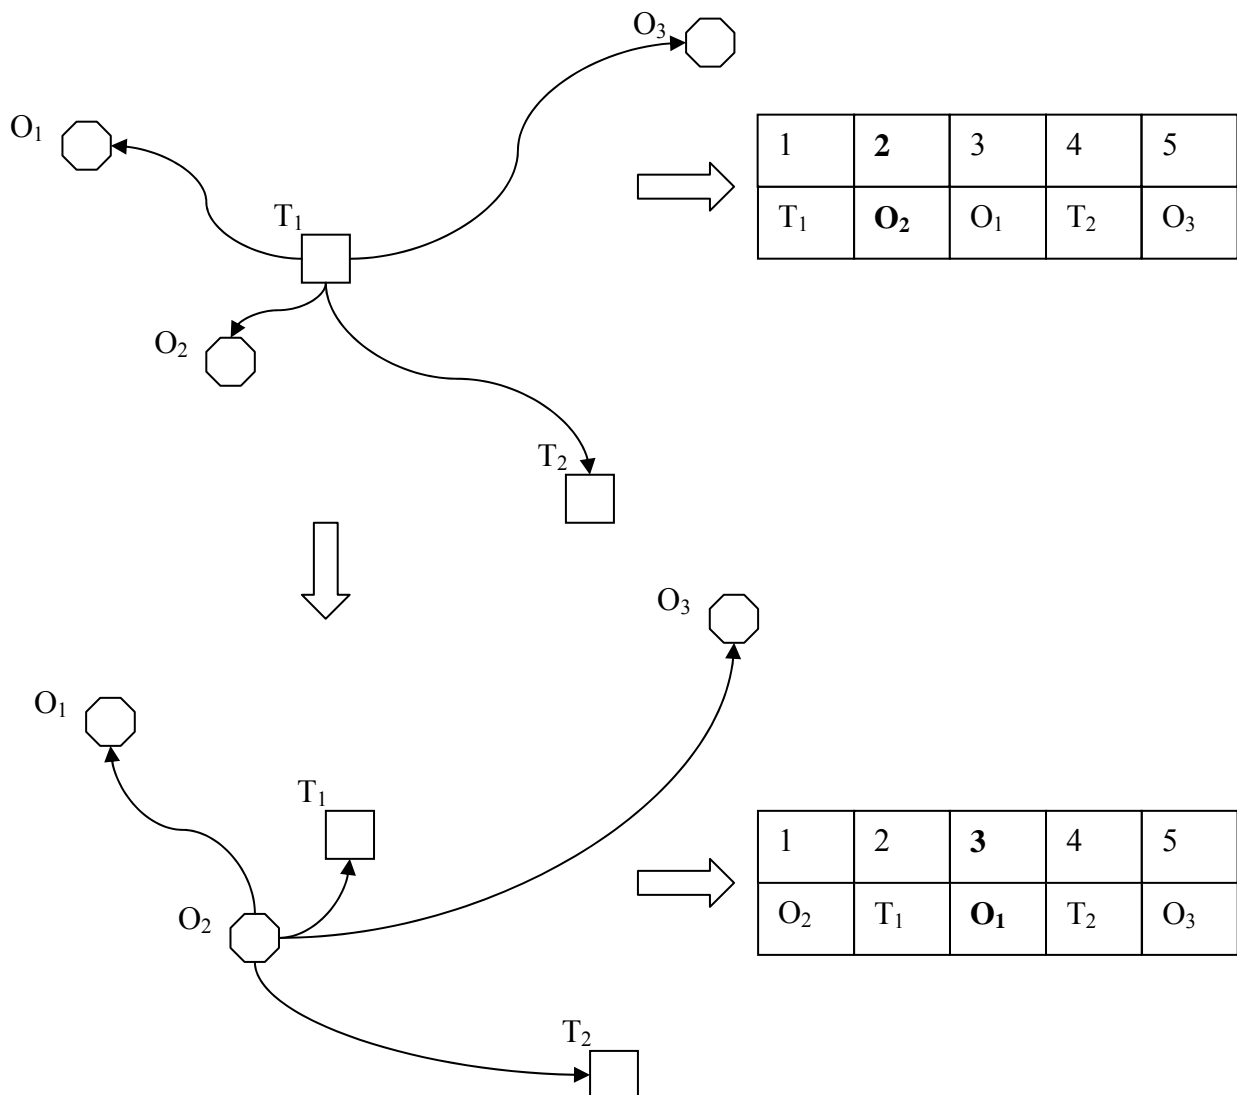 O₃
O₁
T₁
O₂
T₂
1 2 3 4 5
T₁ O₂ O₁ T₂ O₃
O₃
O₁
T₁
O₂
T₂
1 2 3 4 5
O₂ T₁ O₁ T₂ O₃